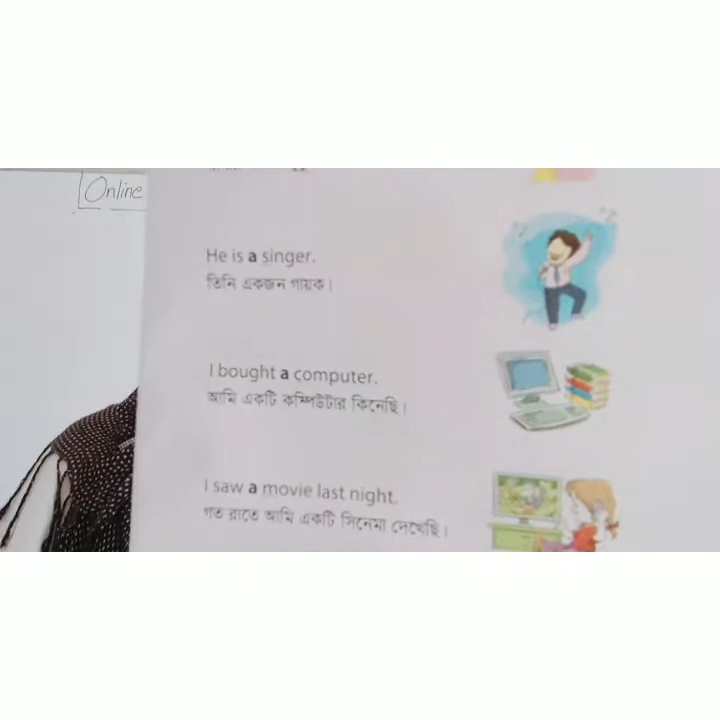 Online
He is a singer.
তিনি একজন গায়ক।
I bought a computer.
আমি একটি কম্পিউটার কিনেছি।
I saw a movie last night.
গত রাতে আমি একটি সিনেমা দেখেছি।